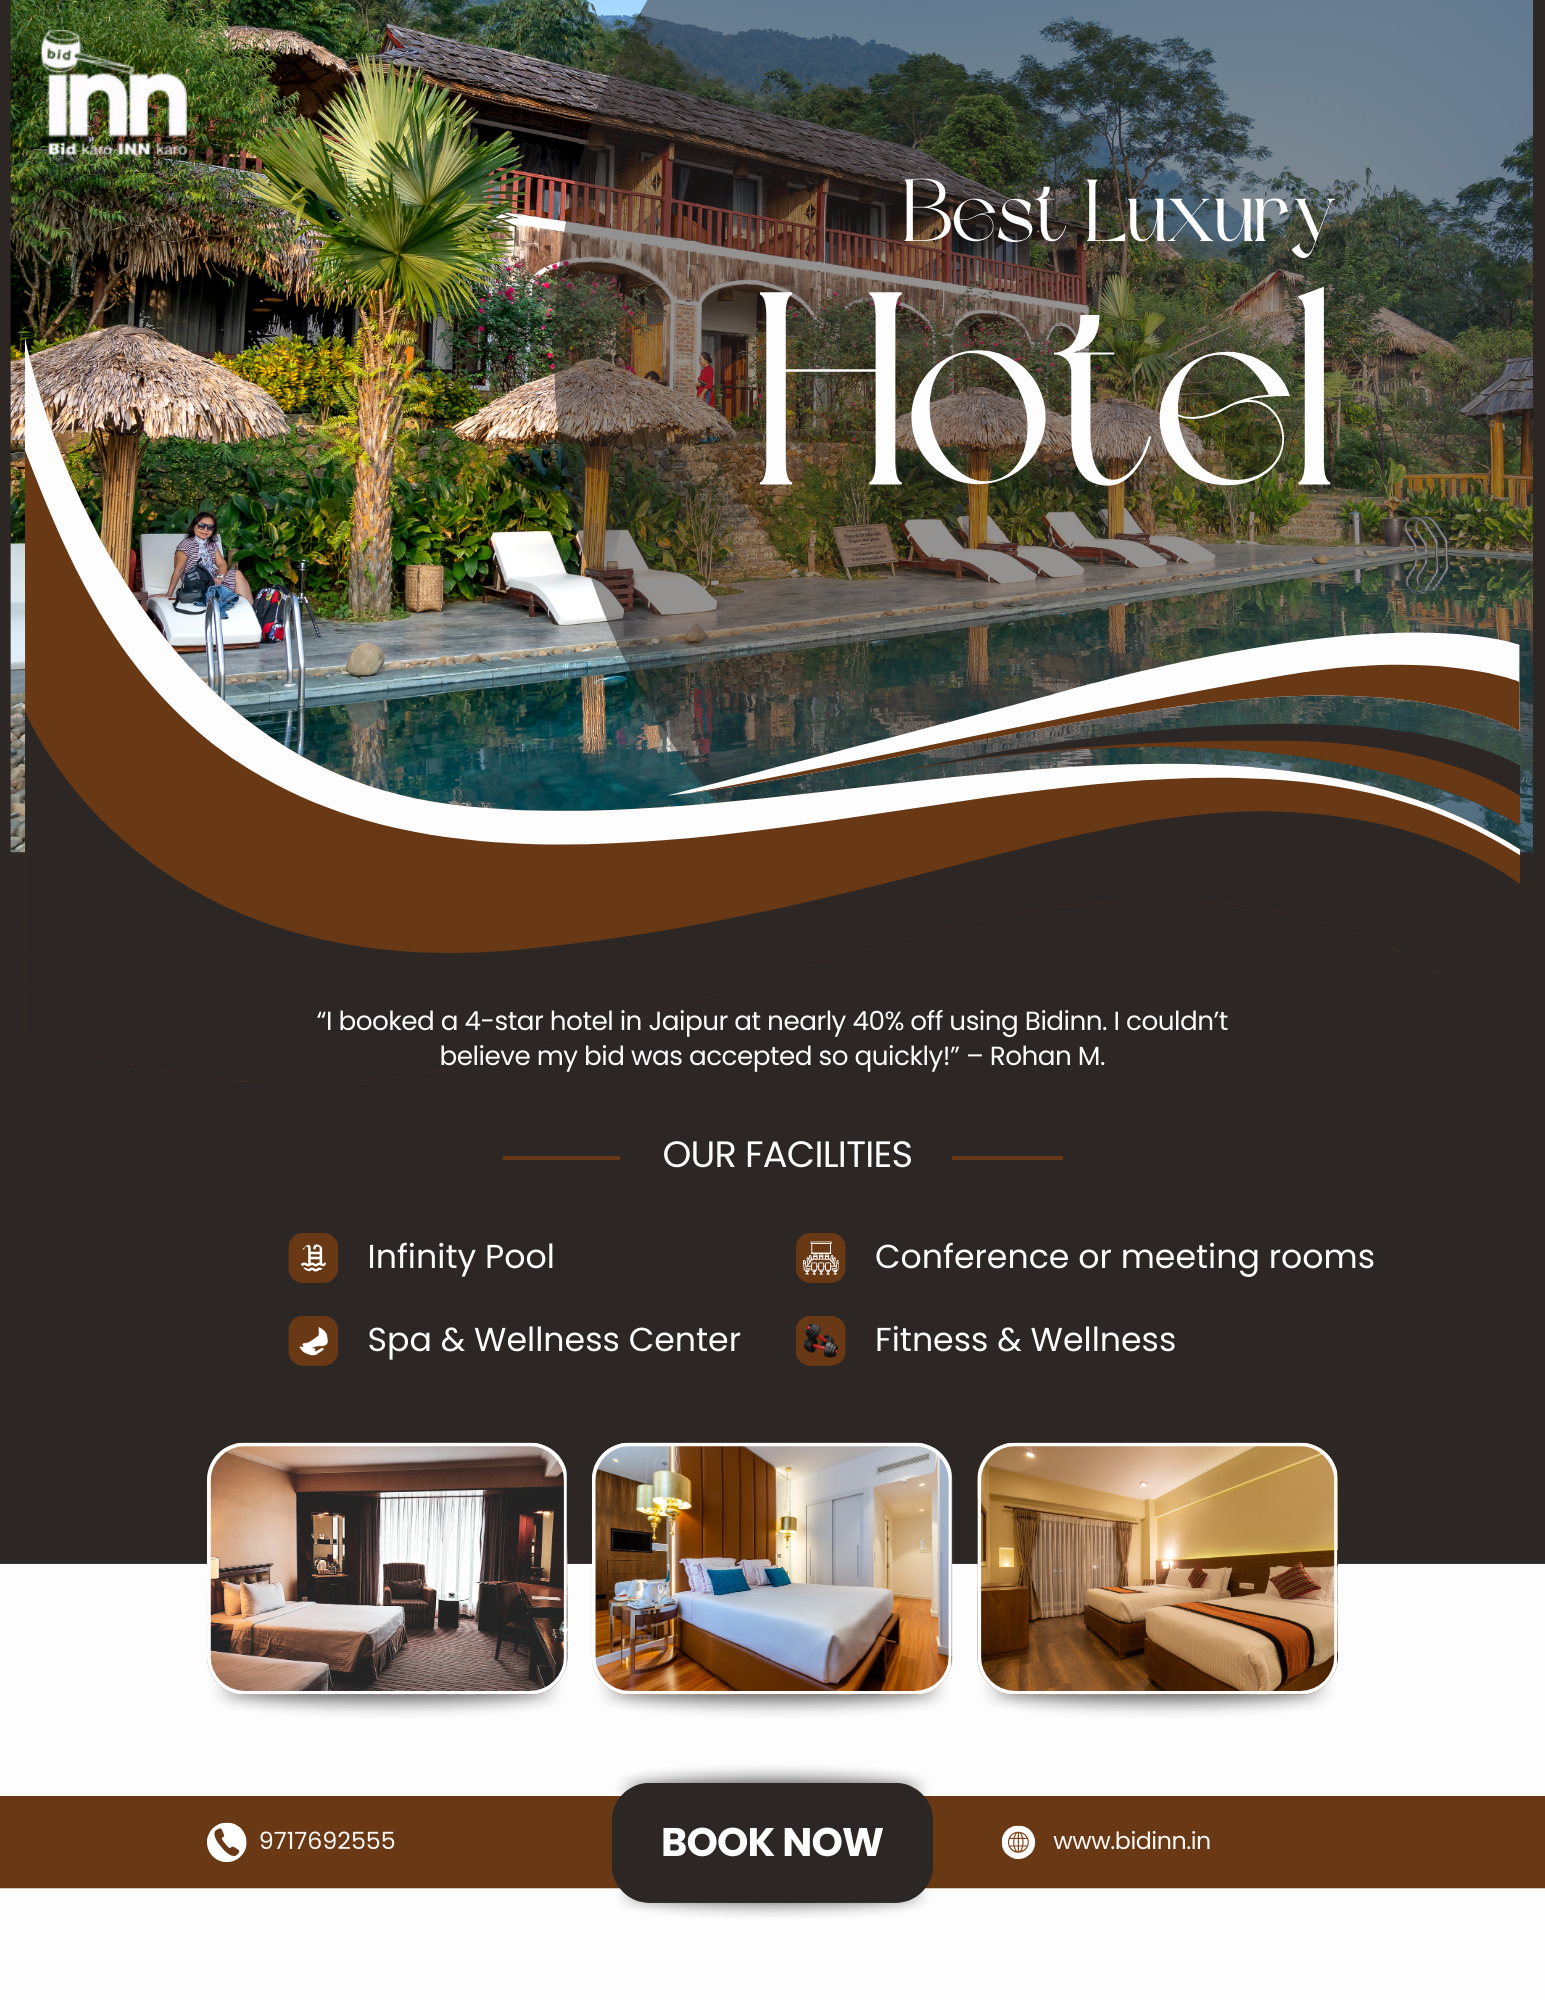 bid
inn
Bid karo INN karo
Best Luxury
Hotel
“I booked a 4-star hotel in Jaipur at nearly 40% off using Bidinn. I couldn’t
believe my bid was accepted so quickly!” – Rohan M.
OUR FACILITIES
Infinity Pool
Conference or meeting rooms
Spa & Wellness Center
Fitness & Wellness
9717692555
BOOK NOW
www.bidinn.in